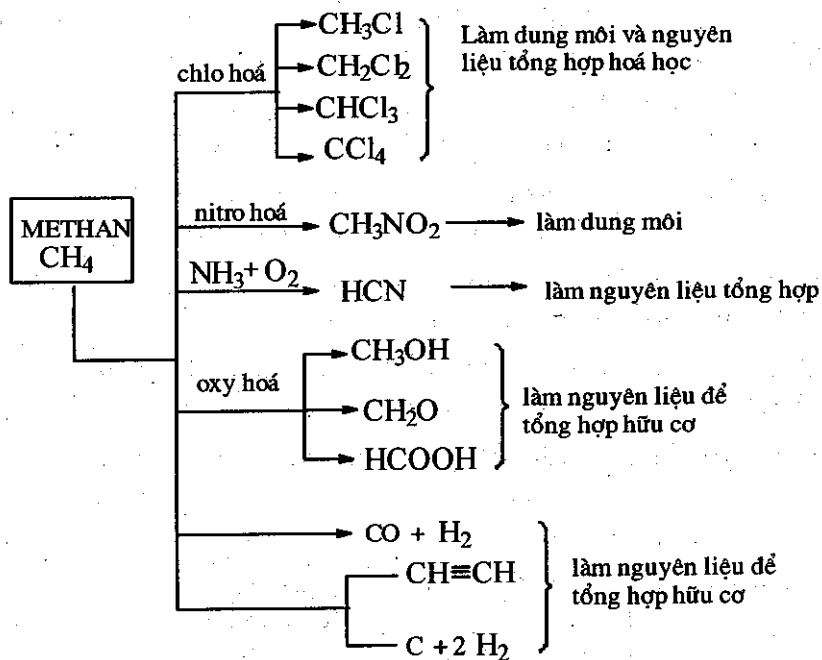 CH₃Cl
Làm dung môi và nguyên
liệu tổng hợp hoá học
chlo hoá
CH₂Cl₂
CHCl₃
CCl₄
METHAN
CH₄
nitro hoá
CH₃NO₂
làm dung môi
NH₃+ O₂
HCN
làm nguyên liệu tổng hợp
oxy hoá
CH₃OH
CH₂O
HCOOH
làm nguyên liệu để
tổng hợp hữu cơ
CO + H₂
CH≡CH
C + 2 H₂
làm nguyên liệu để
tổng hợp hữu cơ